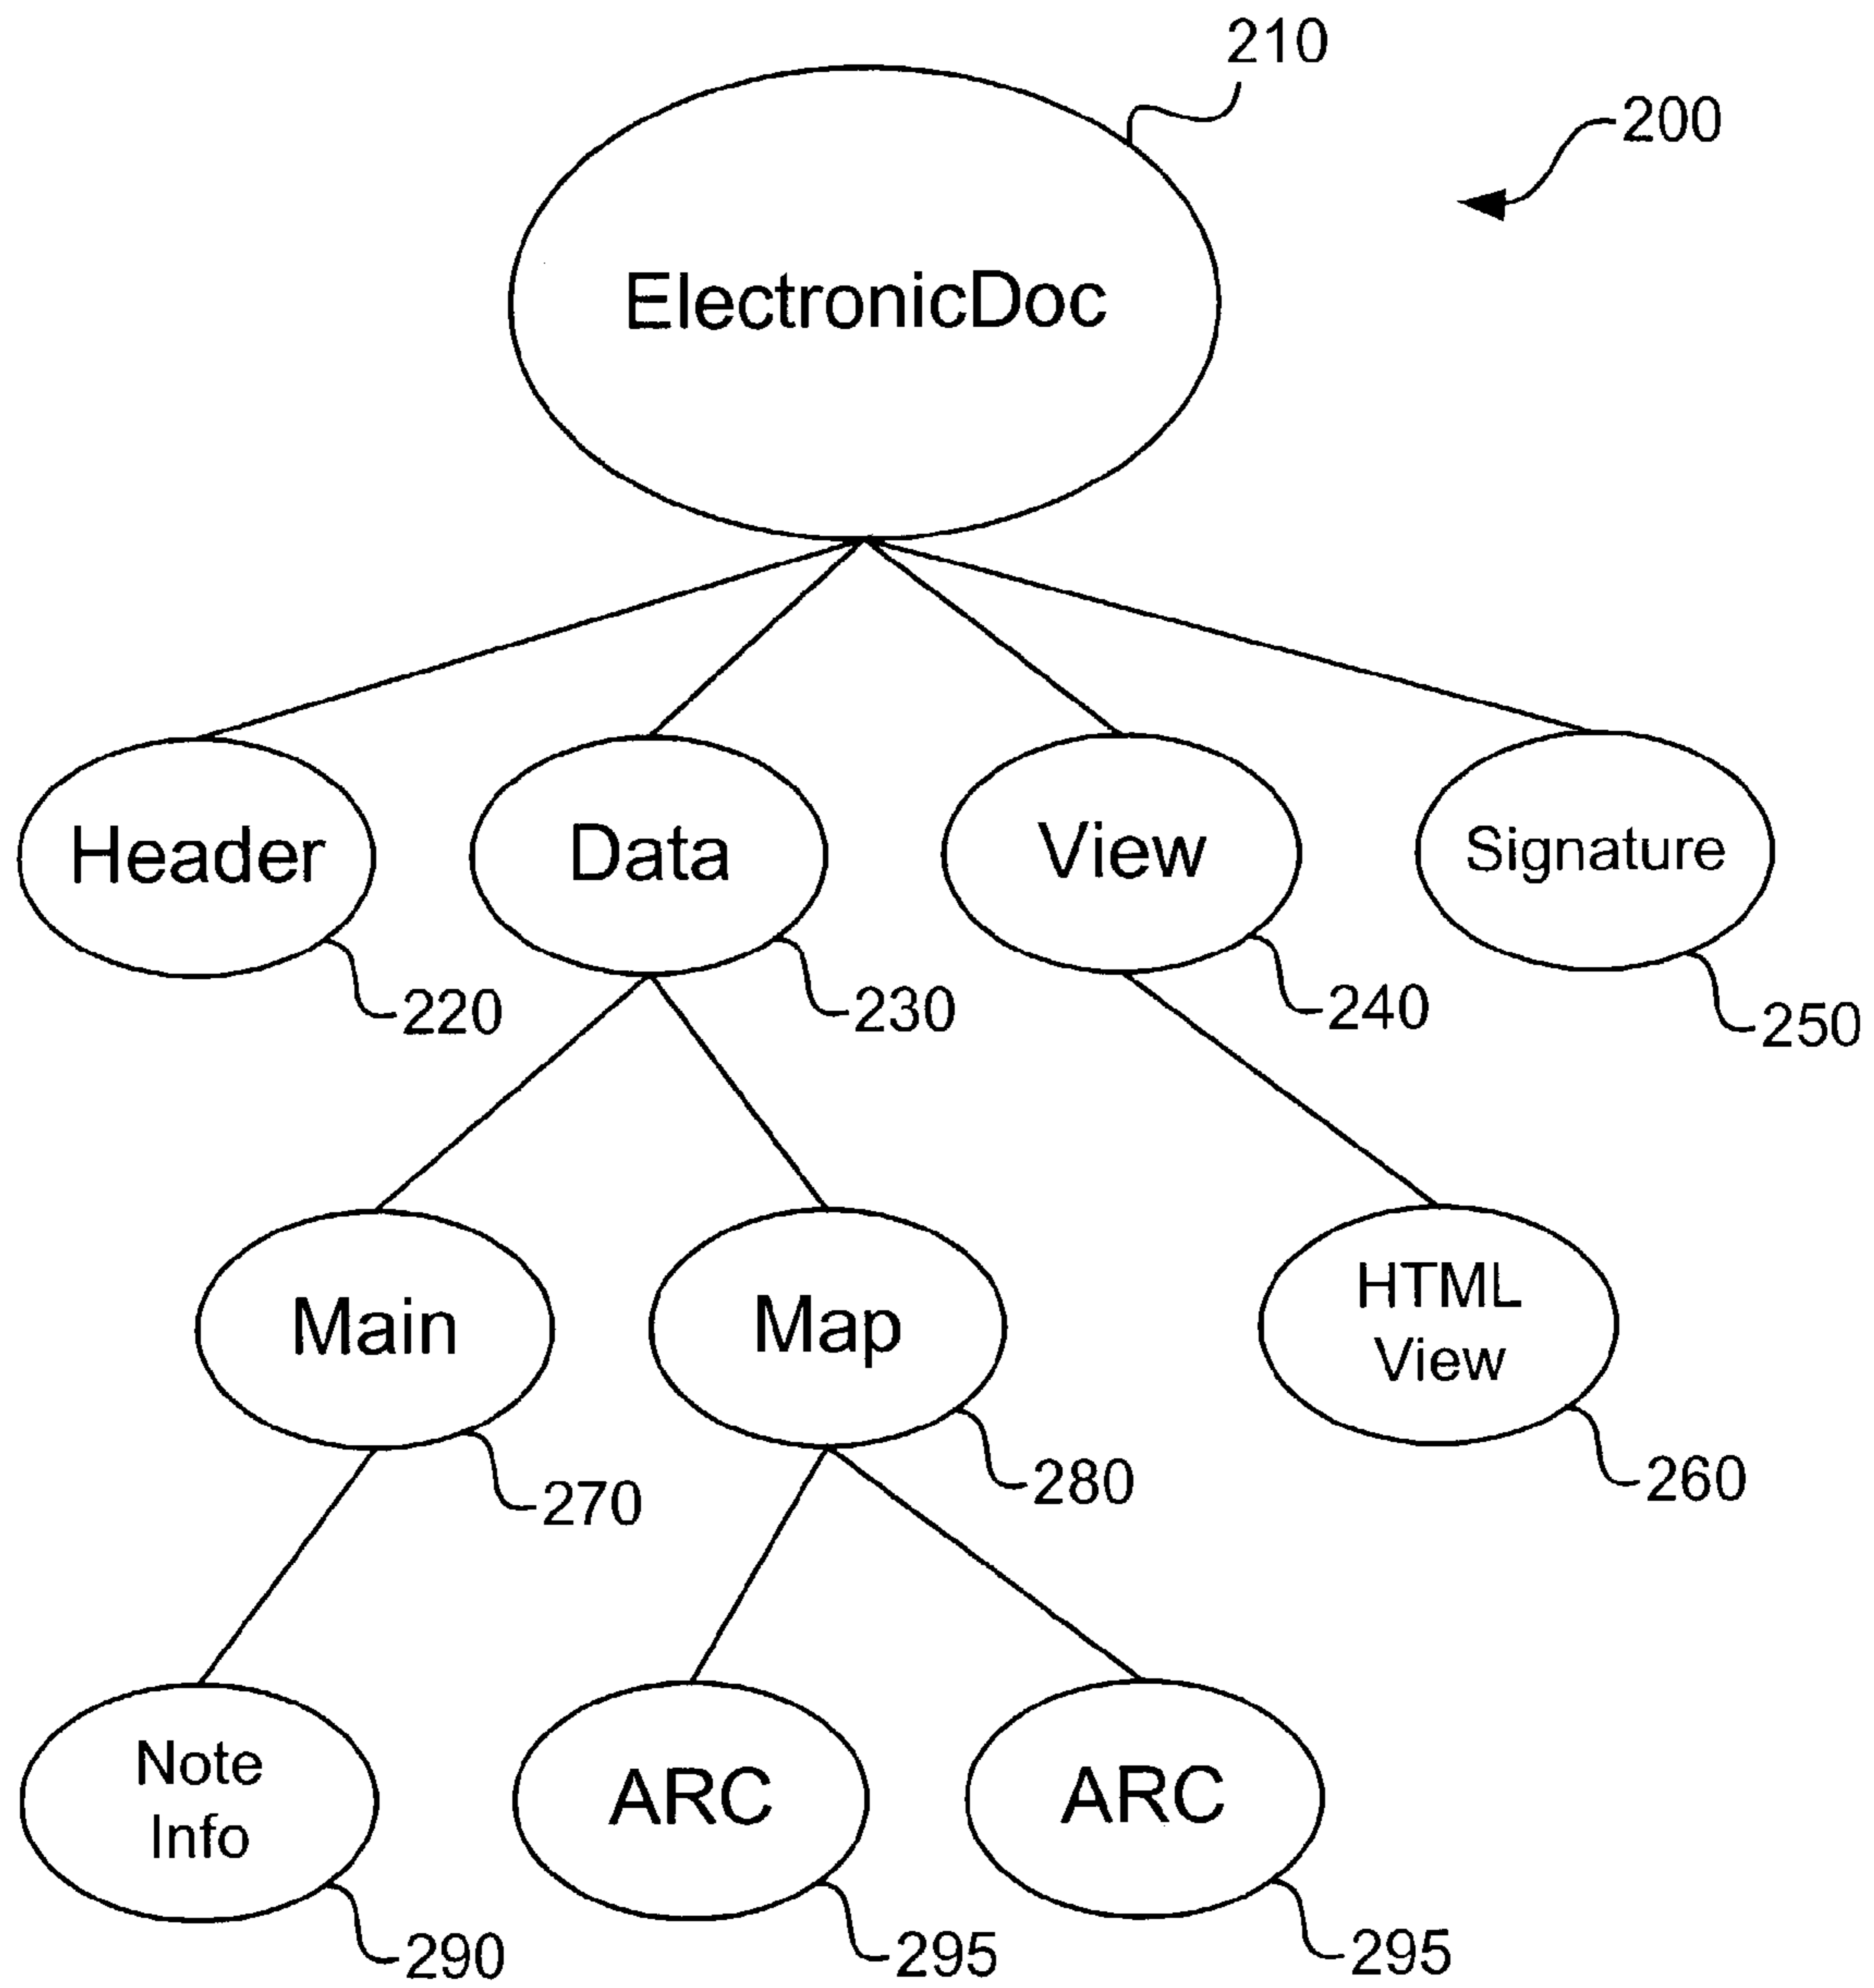 210
200
ElectronicDoc
Header
Data
View
Signature
220
230
240
250
Main
Map
HTML
View
270
280
260
Note
Info
ARC
ARC
290
295
295